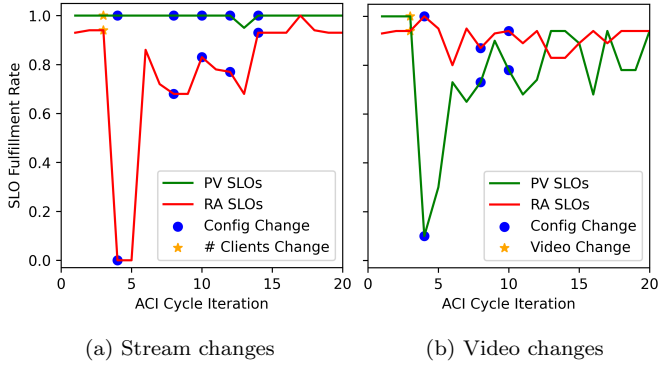 SLO Fulfillment Rate
1.0
0.8
0.6
0.4
0.2
0.0
PV SLOs
RA SLOs
Config Change
# Clients Change
0 5 10 15 20
ACI Cycle Iteration
(a) Stream changes
PV SLOs
RA SLOs
Config Change
Video Change
0 5 10 15 20
ACI Cycle Iteration
(b) Video changes